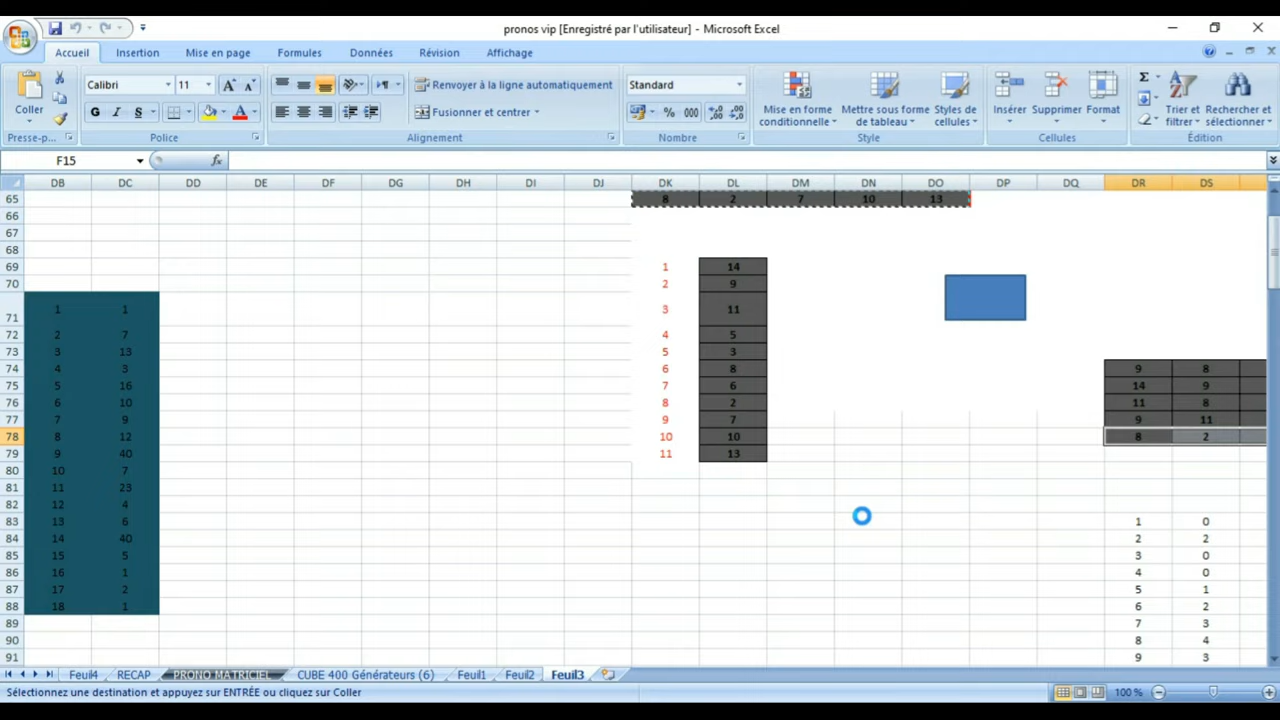 pronos vip [Enregistré par l'utilisateur] - Microsoft Excel
Accueil Insertion Mise en page Formules Données Révision Affichage
Coller Calibri 11 Renvoyer à la ligne automatiquement Standard Mise en forme conditionnelle Mettre sous forme de tableau Styles de cellules Insérer Supprimer Format Trier et filtrer Rechercher et sélectionner
G I S Fusionner et centrer % 000
Presse-p... Police Alignement Nombre Style Cellules Édition
F15 fx
DB DC DD DE DF DG DH DI DJ DK DL DM DN DO DP DQ DR DS
65 8 2 7 10 13
66
67
68
69 1 14
70 2 9
71 1 1 3 11
72 2 7 4 5
73 3 13 5 3
74 4 3 6 8 9 8
75 5 16 7 6 14 9
76 6 10 8 2 11 8
77 7 9 9 7 9 11
78 8 12 10 10 8 2
79 9 40 11 13
80 10 7
81 11 23
82 12 4
83 13 6 1 0
84 14 40 2 2
85 15 5 3 0
86 16 1 4 0
87 17 2 5 1
88 18 1 6 2
89 7 3
90 8 4
91 9 3
Feuil4 RECAP PRONO MATRICIEL CUBE 400 Générateurs (6) Feuil1 Feuil2 Feuil3
Sélectionnez une destination et appuyez sur ENTRÉE ou cliquez sur Coller 100 %